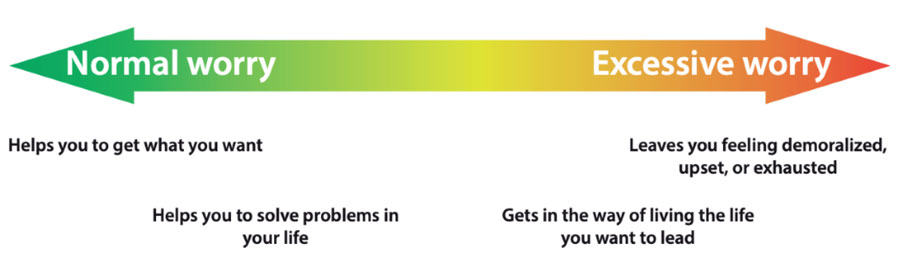 Normal worry
Excessive worry
Helps you to get what you want
Leaves you feeling demoralized,
upset, or exhausted
Helps you to solve problems in
your life
Gets in the way of living the life
you want to lead